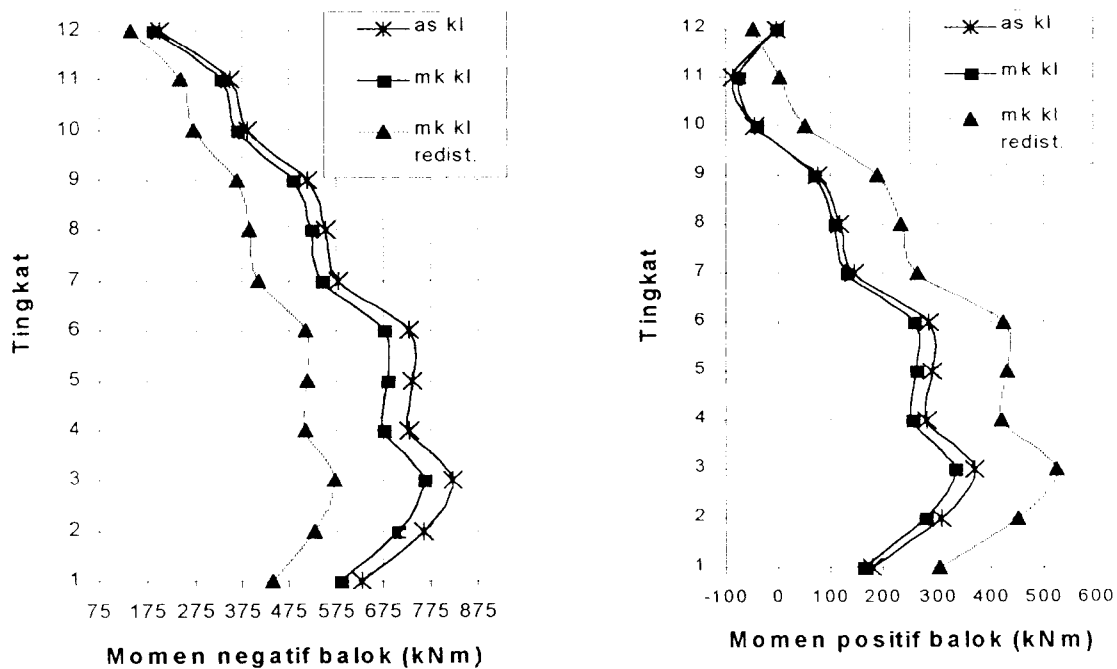 12
11
10
9
8
7
6
5
4
3
2
1
Tingkat
75 175 275 375 475 575 675 775 875
Momen negatif balok (kNm)
as kl
mk kl
mk kl
redist.
12
11
10
9
8
7
6
5
4
3
2
1
Tingkat
-100 0 100 200 300 400 500 600
Momen positif balok (kNm)
as kl
mk kl
mk kl
redist.